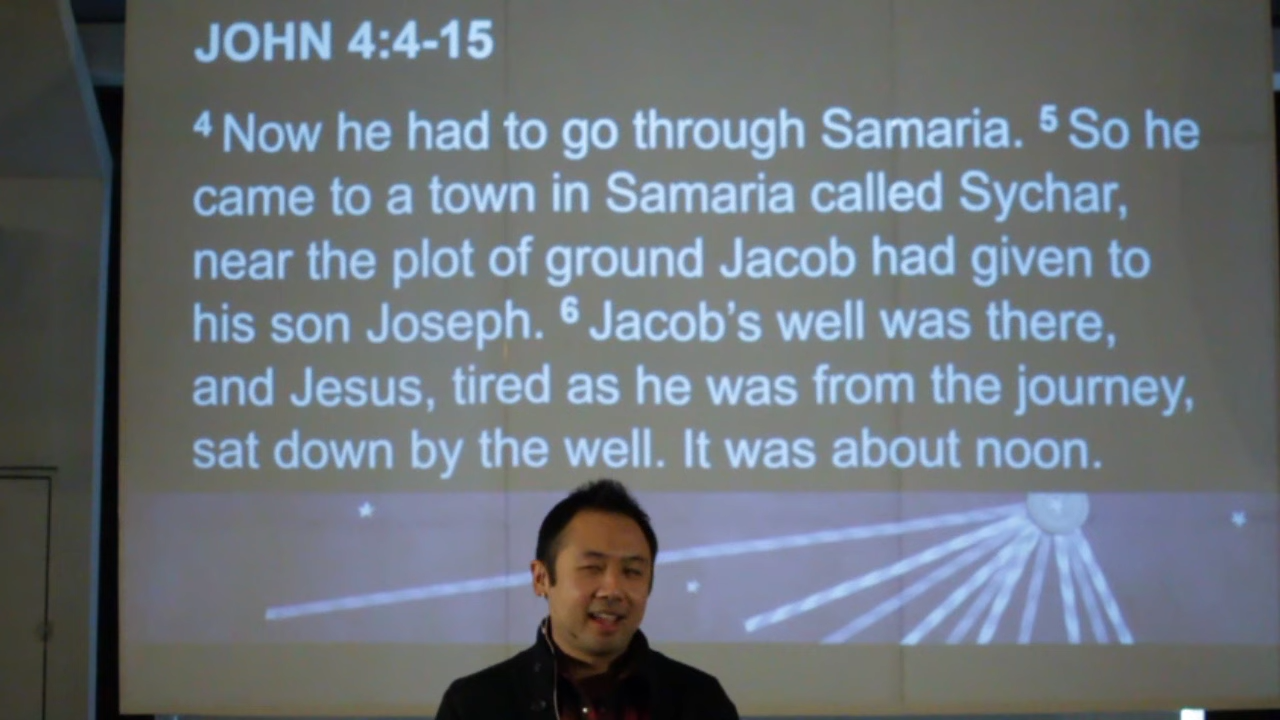 JOHN 4:4-15
4 Now he had to go through Samaria. 5 So he
came to a town in Samaria called Sychar,
near the plot of ground Jacob had given to
his son Joseph. 6 Jacob’s well was there,
and Jesus, tired as he was from the journey,
sat down by the well. It was about noon.